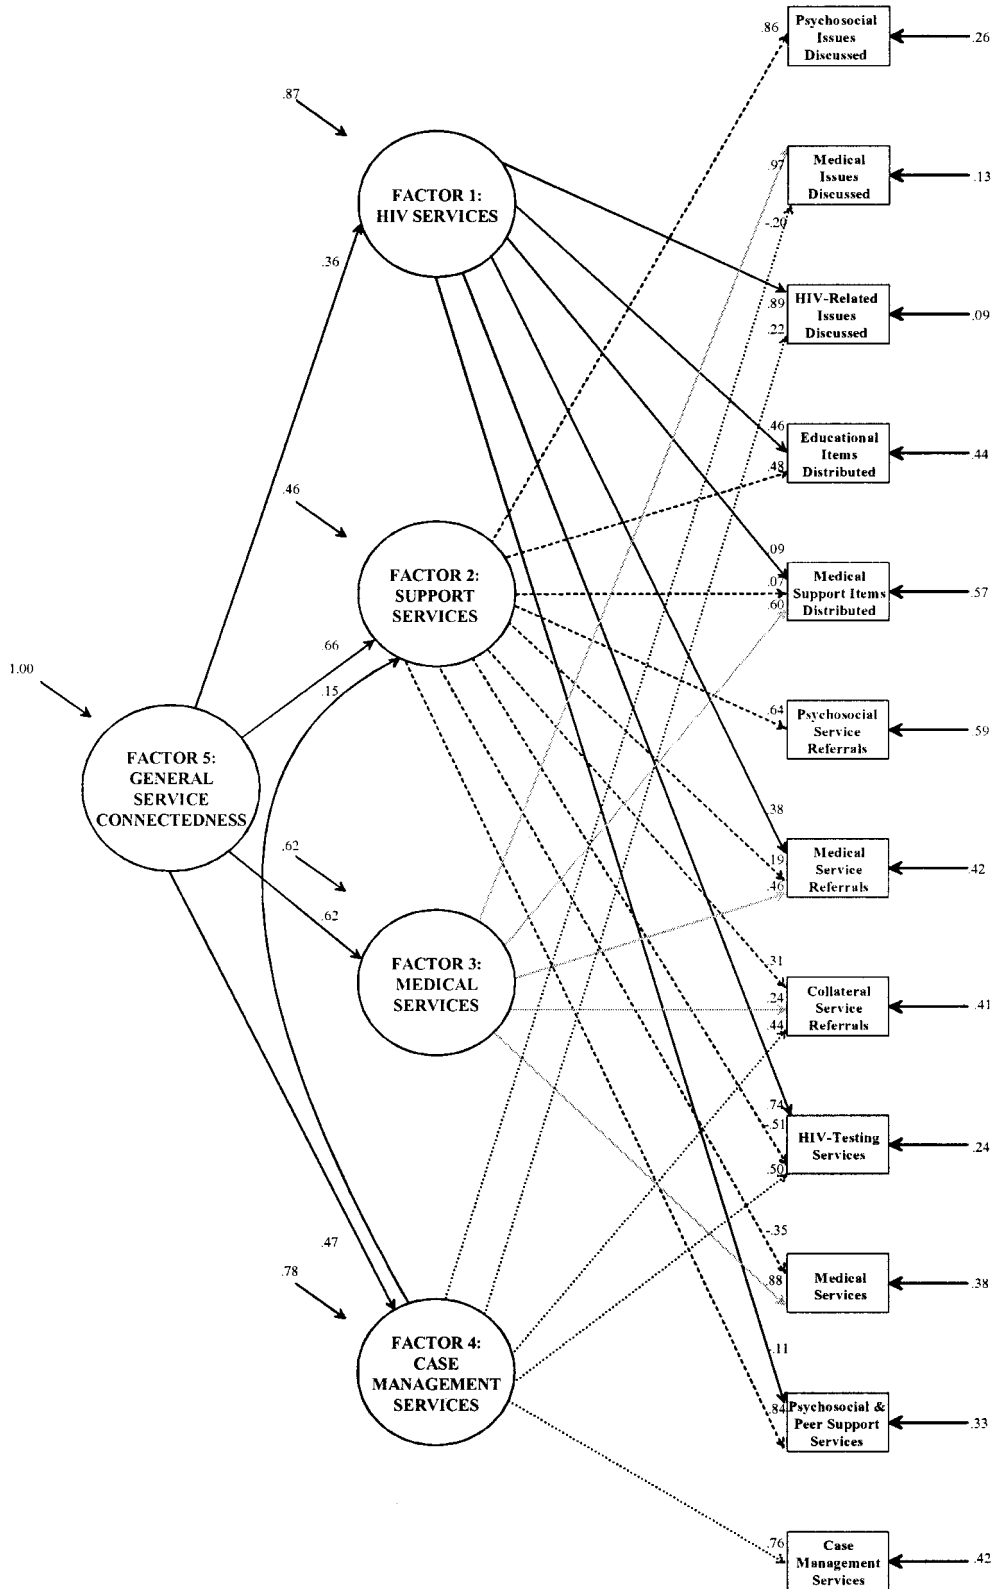 .86
Psychosocial
Issues
Discussed
.26
.87
.97
Medical
Issues
Discussed
.13
-.20
FACTOR 1:
HIV SERVICES
.36
.89
.22
HIV-Related
Issues
Discussed
.09
.46
.48
Educational
Items
Distributed
.44
.46
FACTOR 2:
SUPPORT
SERVICES
.09
.07
.60
Medical
Support Items
Distributed
.57
.66
.15
1.00
FACTOR 5:
GENERAL
SERVICE
CONNECTEDNESS
.64
Psychosocial
Service
Referrals
.59
.38
.19
.46
Medical
Service
Referrals
.42
.62
.62
FACTOR 3:
MEDICAL
SERVICES
.31
.24
.44
Collateral
Service
Referrals
.41
.74
-.51
.50
HIV-Testing
Services
.24
.47
.78
FACTOR 4:
CASE
MANAGEMENT
SERVICES
-.35
.88
Medical
Services
.38
-.11
.84
Psychosocial &
Peer Support
Services
.33
.76
Case
Management
Services
.42